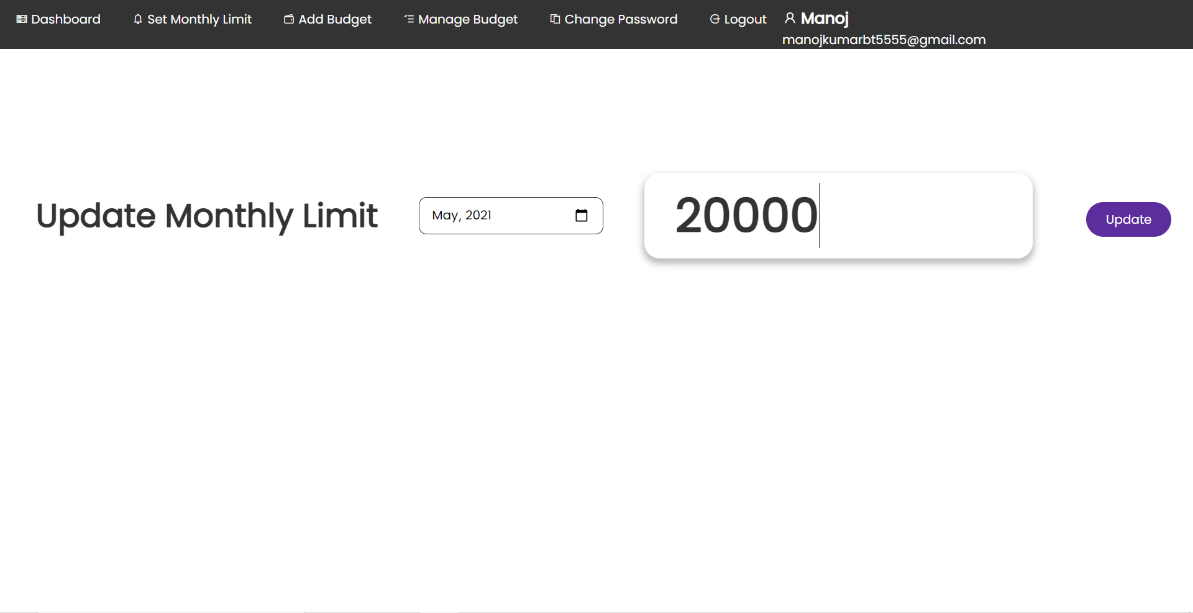 Dashboard Set Monthly Limit Add Budget Manage Budget Change Password Logout Manoj
manojkumarbt5555@gmail.com
Update Monthly Limit May, 2021 20000 Update